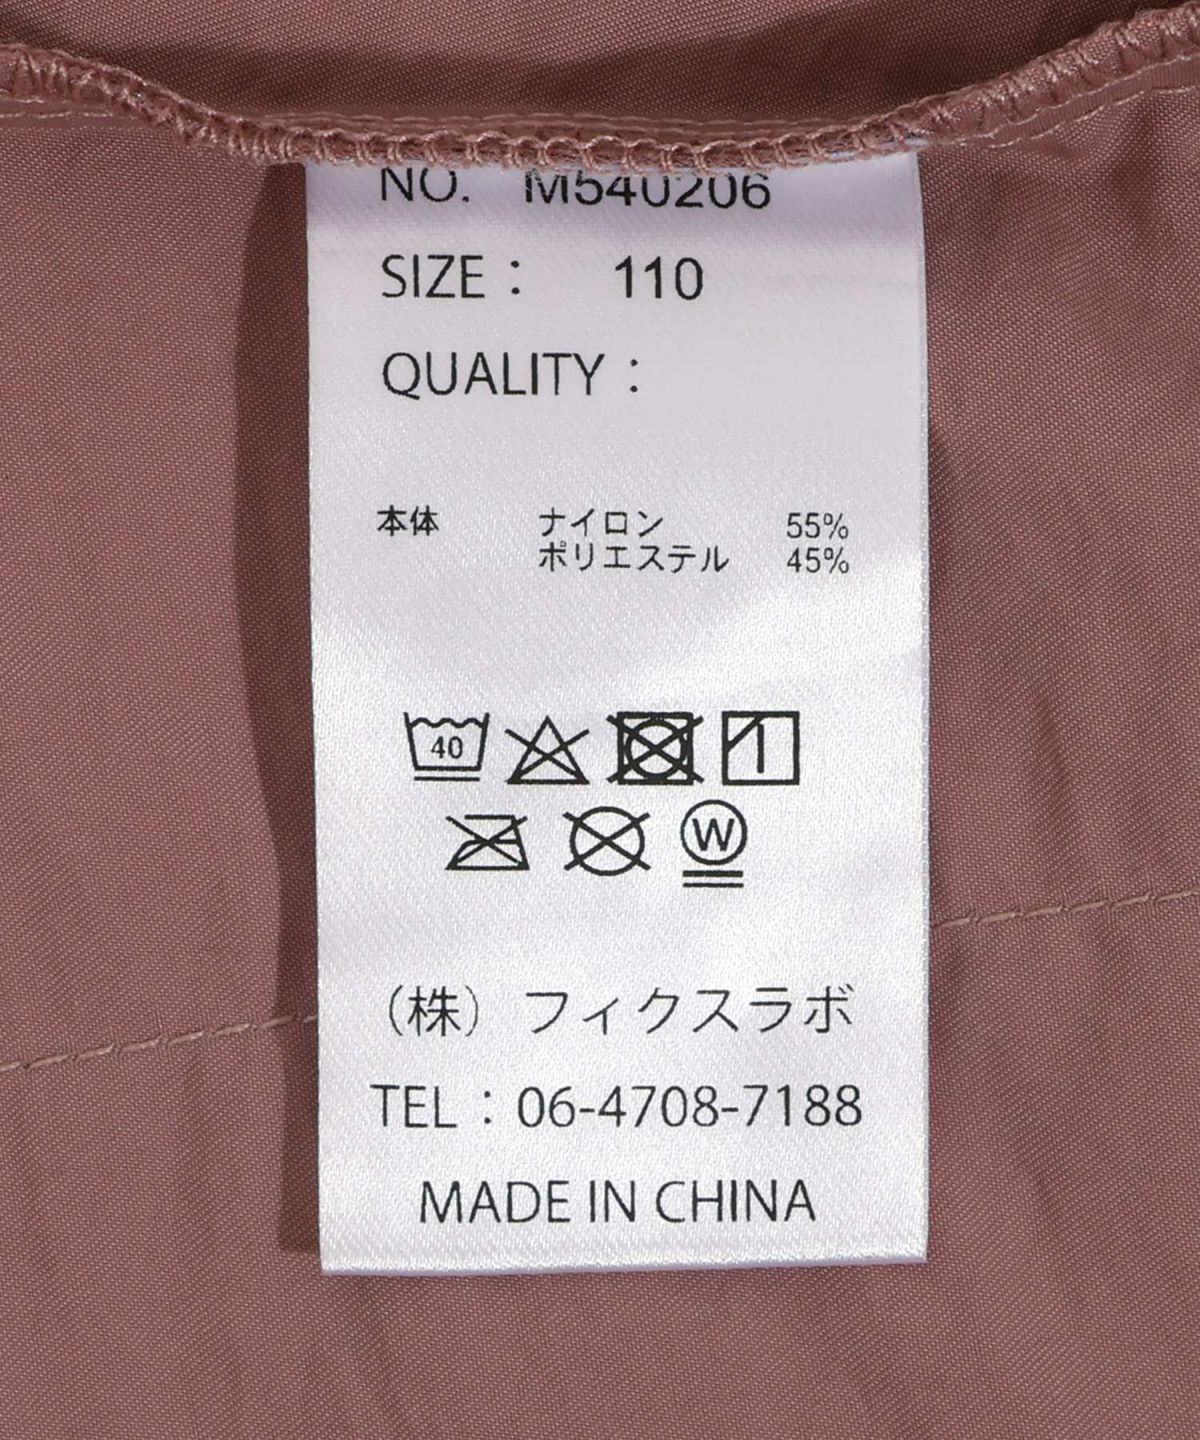 NO. M540206
SIZE： 110
QUALITY：
本体 ナイロン 55%
ポリエステル 45%
40
W
（株）フィクスラボ
TEL：06-4708-7188
MADE IN CHINA